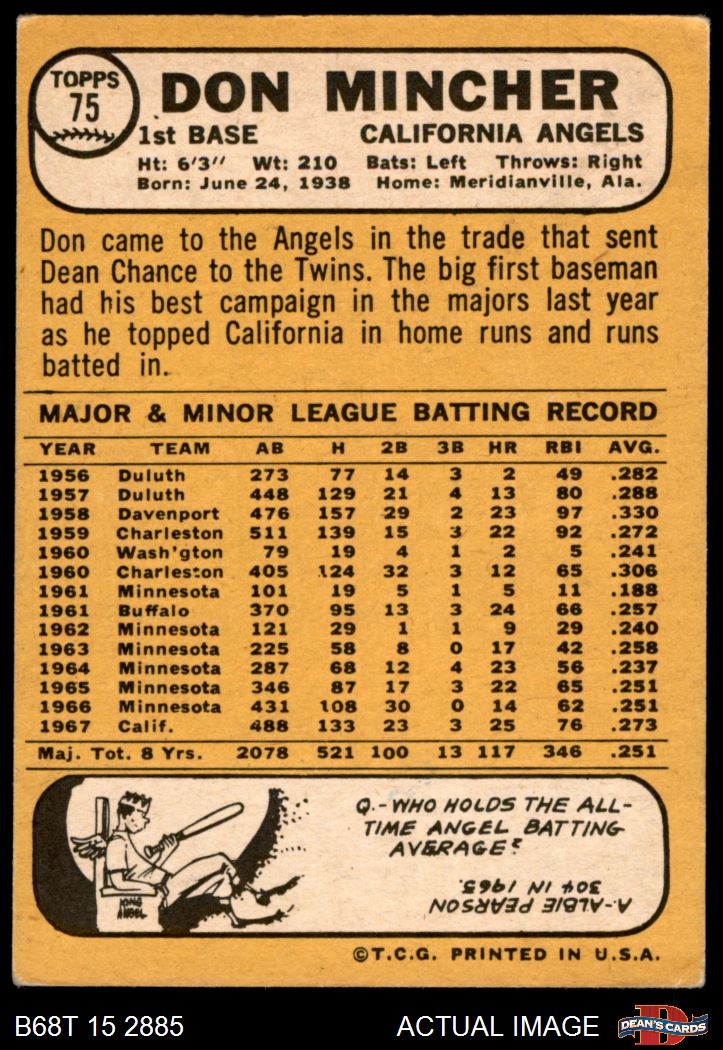 TOPPS
75
DON MINCHER
1st BASE CALIFORNIA ANGELS
Ht: 6'3" Wt: 210 Bats: Left Throws: Right
Born: June 24, 1938 Home: Meridianville, Ala.
Don came to the Angels in the trade that sent
Dean Chance to the Twins. The big first baseman
had his best campaign in the majors last year
as he topped California in home runs and runs
batted in.
MAJOR & MINOR LEAGUE BATTING RECORD
YEAR TEAM AB H 2B 3B HR RBI AVG.
1956 Duluth 273 77 14 3 2 49 .282
1957 Duluth 448 129 21 4 13 80 .288
1958 Davenport 476 157 29 2 23 97 .330
1959 Charleston 511 139 15 3 22 92 .272
1960 Wash'gton 79 19 4 1 2 5 .241
1960 Charleston 405 124 32 3 12 65 .306
1961 Minnesota 101 19 5 1 5 11 .188
1961 Buffalo 370 95 13 3 24 66 .257
1962 Minnesota 121 29 1 1 9 29 .240
1963 Minnesota 225 58 8 0 17 42 .258
1964 Minnesota 287 68 12 4 23 56 .237
1965 Minnesota 346 87 17 3 22 65 .251
1966 Minnesota 431 108 30 0 14 62 .251
1967 Calif. 488 133 23 3 25 76 .273
Maj. Tot. 8 Yrs. 2078 521 100 13 117 346 .251
Q.-WHO HOLDS THE ALL-
TIME ANGEL BATTING
AVERAGE?
A-ALBIE PEARSON
304 IN 1965.
KING
ANGEL
©T.C.G. PRINTED IN U.S.A.
B68T 15 2885 ACTUAL IMAGE
D
DEAN'S CARDS